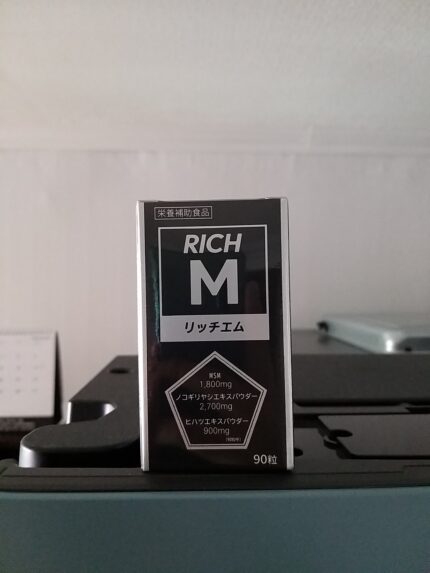 栄養補助食品
RICH
M
リッチエム
MSM
1,800mg
ノコギリヤシエキスパウダー
2,700mg
ヒハツエキスパウダー
900mg
90粒